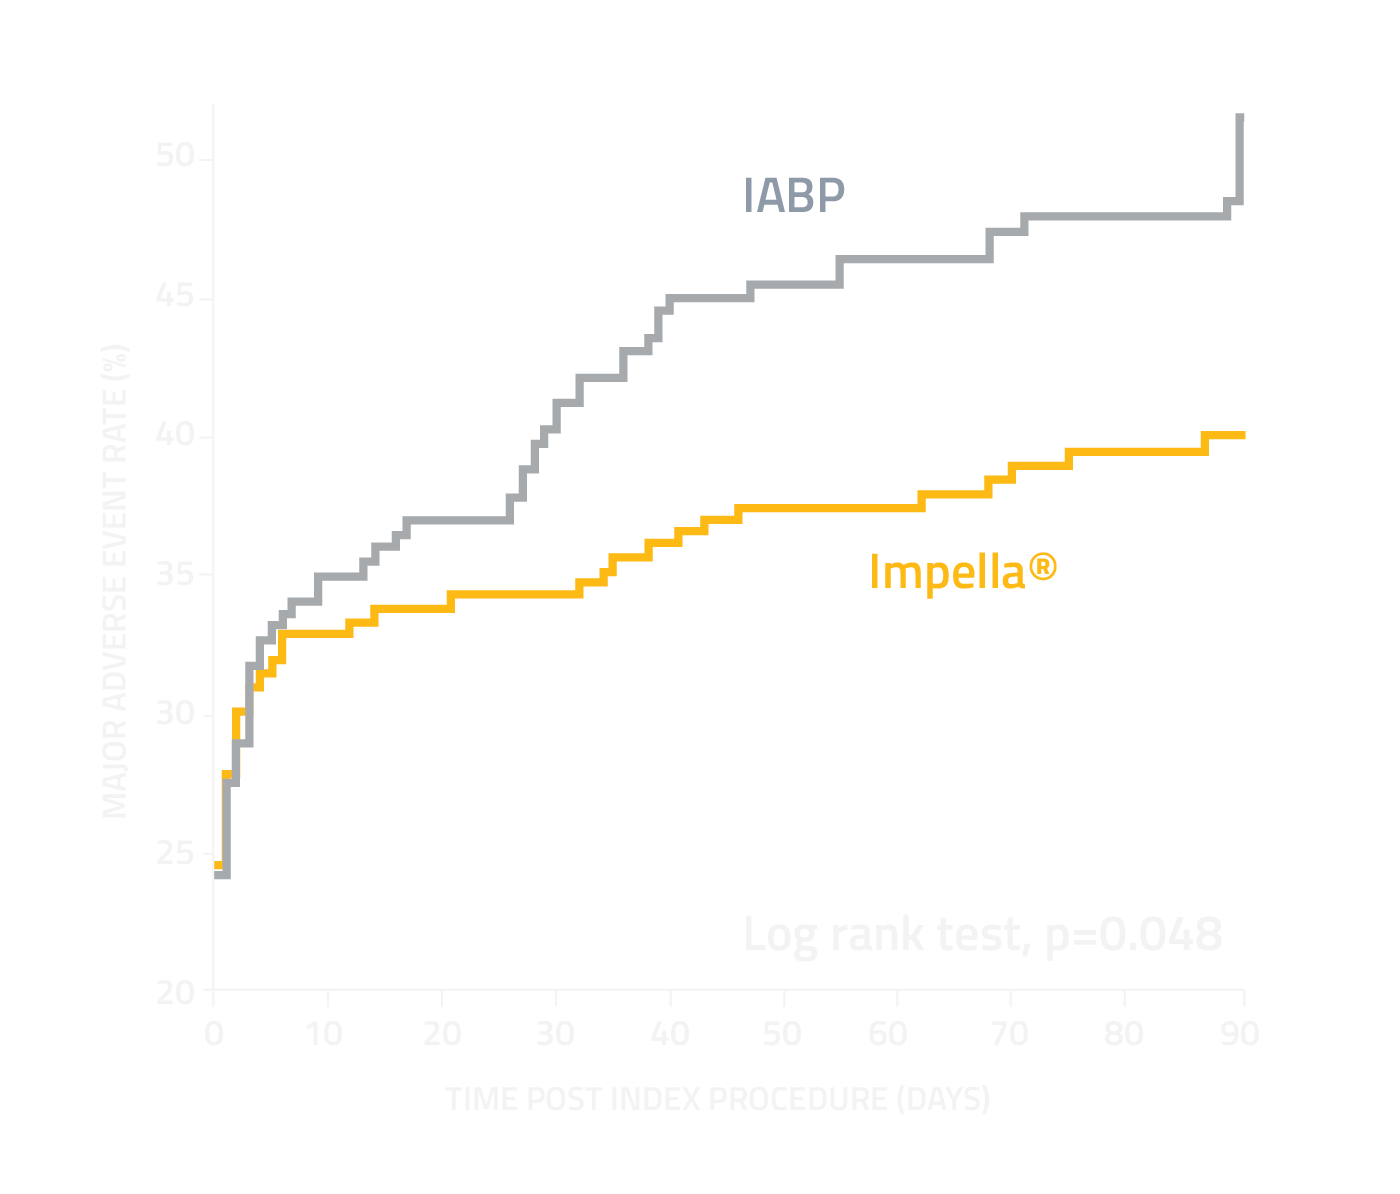 MAJOR ADVERSE EVENT RATE (%)
50
45
40
35
30
25
20
IABP
Impella®
Log rank test, p=0.048
0 10 20 30 40 50 60 70 80 90
TIME POST INDEX PROCEDURE (DAYS)